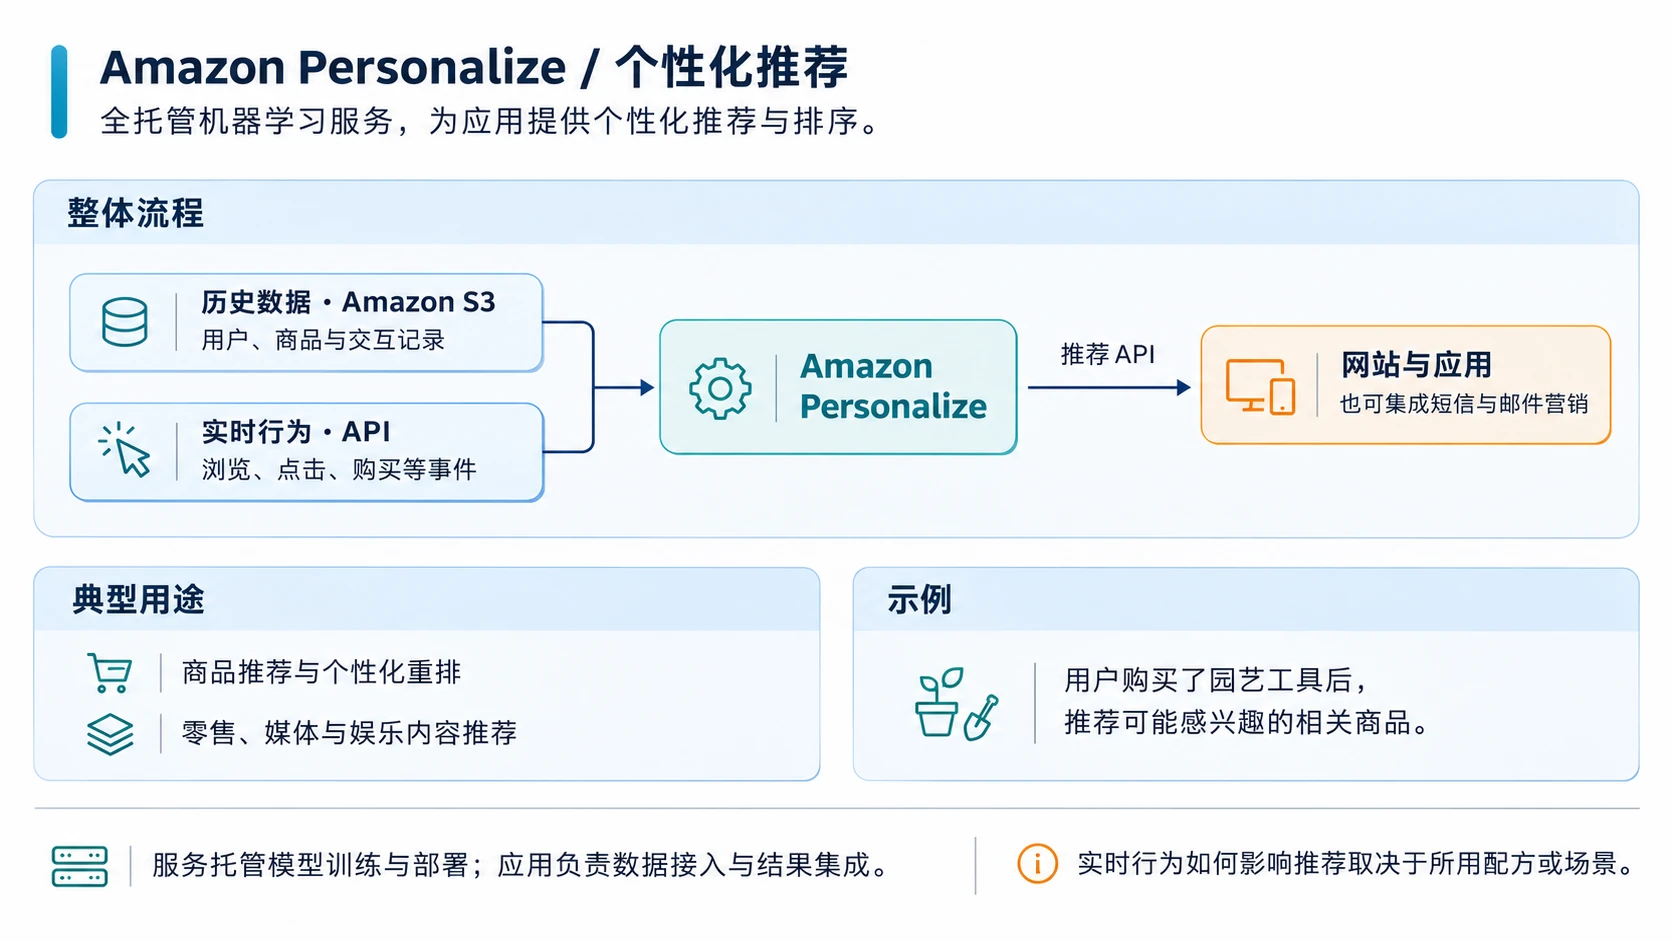 Amazon Personalize / 个性化推荐
全托管机器学习服务，为应用提供个性化推荐与排序。
整体流程
历史数据・Amazon S3
用户、商品与交互记录
实时行为・API
浏览、点击、购买等事件
Amazon
Personalize
推荐 API
网站与应用
也可集成短信与邮件营销
典型用途
商品推荐与个性化重排
零售、媒体与娱乐内容推荐
示例
用户购买了园艺工具后，
推荐可能感兴趣的相关商品。
服务托管模型训练与部署；应用负责数据接入与结果集成。
实时行为如何影响推荐取决于所用配方或场景。